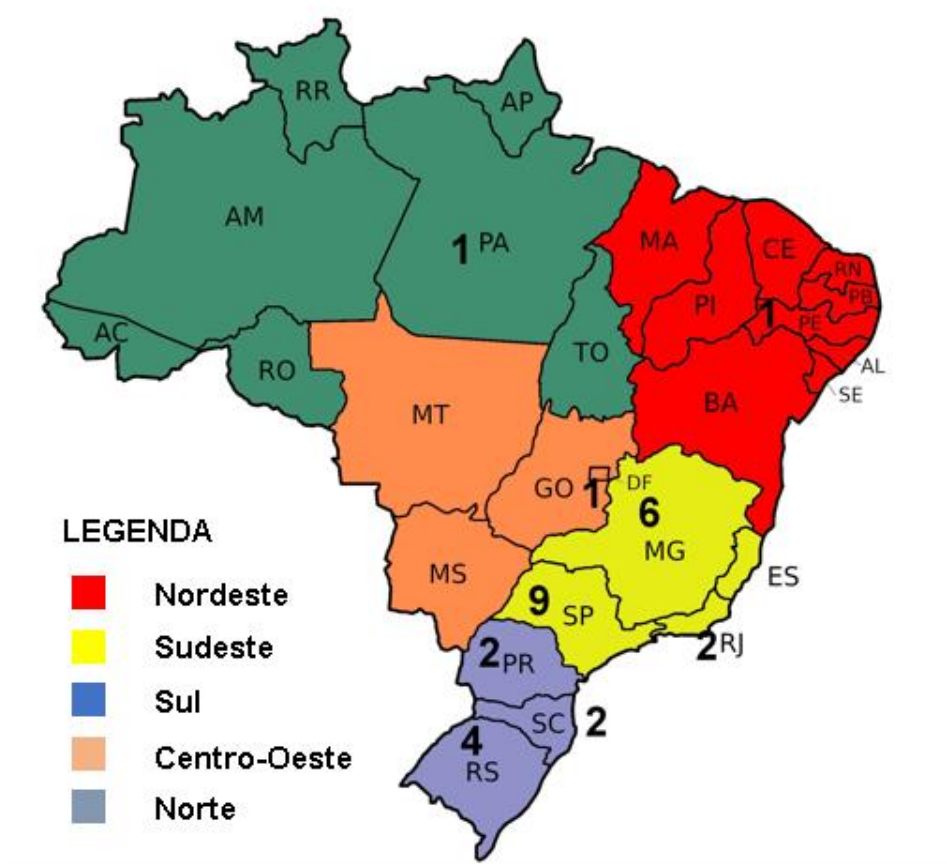 RR
AP
AM
1 PA
MA
CE
RN
PB
PI
1
PE
AC
TO
AL
RO
SE
BA
MT
GO 1
DF
6
MG
LEGENDA
MS
ES
Nordeste
9 SP
Sudeste
2 RJ
2 PR
Sul
SC 2
4
RS
Centro-Oeste
Norte